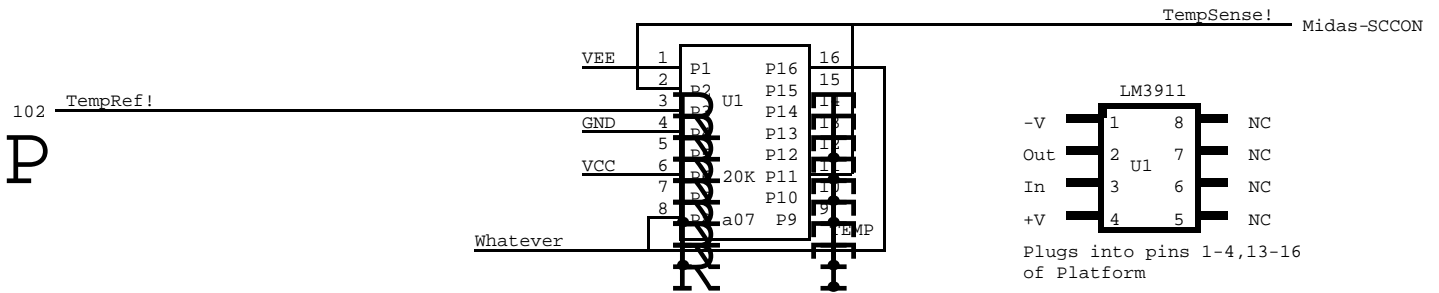 TempSense!
Midas-SCCON
VEE 1 P1 P16 16
2 P2 P15 15
U1
102 TempRef! 3 P14 14
P
GND 4 P13 13
5 P12 12
VCC 6 P11 11
20K
7 P10 10
8 a07 P9 9
TEMP
Whatever
R
LM3911
-V 1 8 NC
Out 2 7 NC
U1
In 3 6 NC
+V 4 5 NC
Plugs into pins 1-4,13-16
of Platform